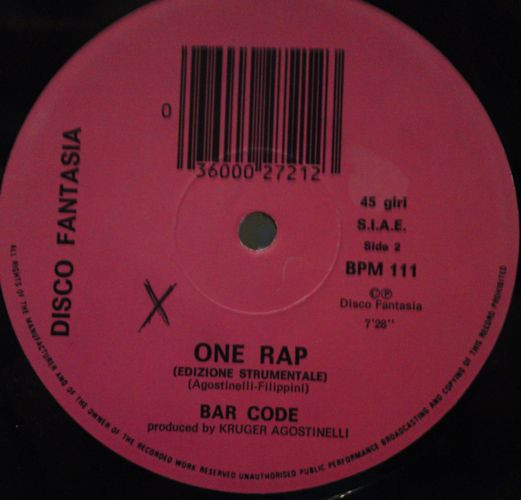 0
36000 27212
DISCO FANTASIA
45 giri
S.I.A.E.
Side 2
BPM 111
©℗
Disco Fantasia
7'28"
X
ONE RAP
(EDIZIONE STRUMENTALE)
(Agostinelli-Filippini)
BAR CODE
produced by KRUGER AGOSTINELLI
ALL RIGHTS OF THE MANUFACTURER AND OF THE OWNER OF THE RECORDED WORK RESERVED UNAUTHORISED PUBLIC PERFORMANCE BROADCASTING AND COPYING OF THIS RECORD PROHIBITED